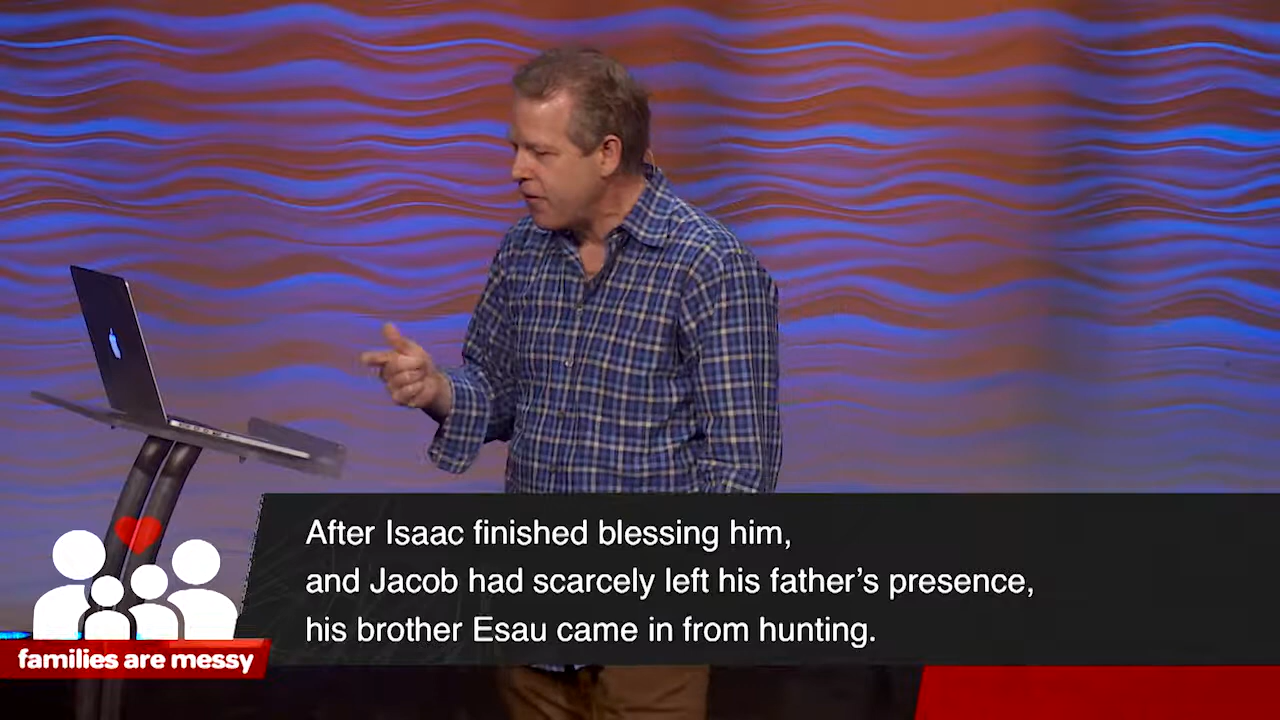 After Isaac finished blessing him,
and Jacob had scarcely left his father’s presence,
his brother Esau came in from hunting.
families are messy